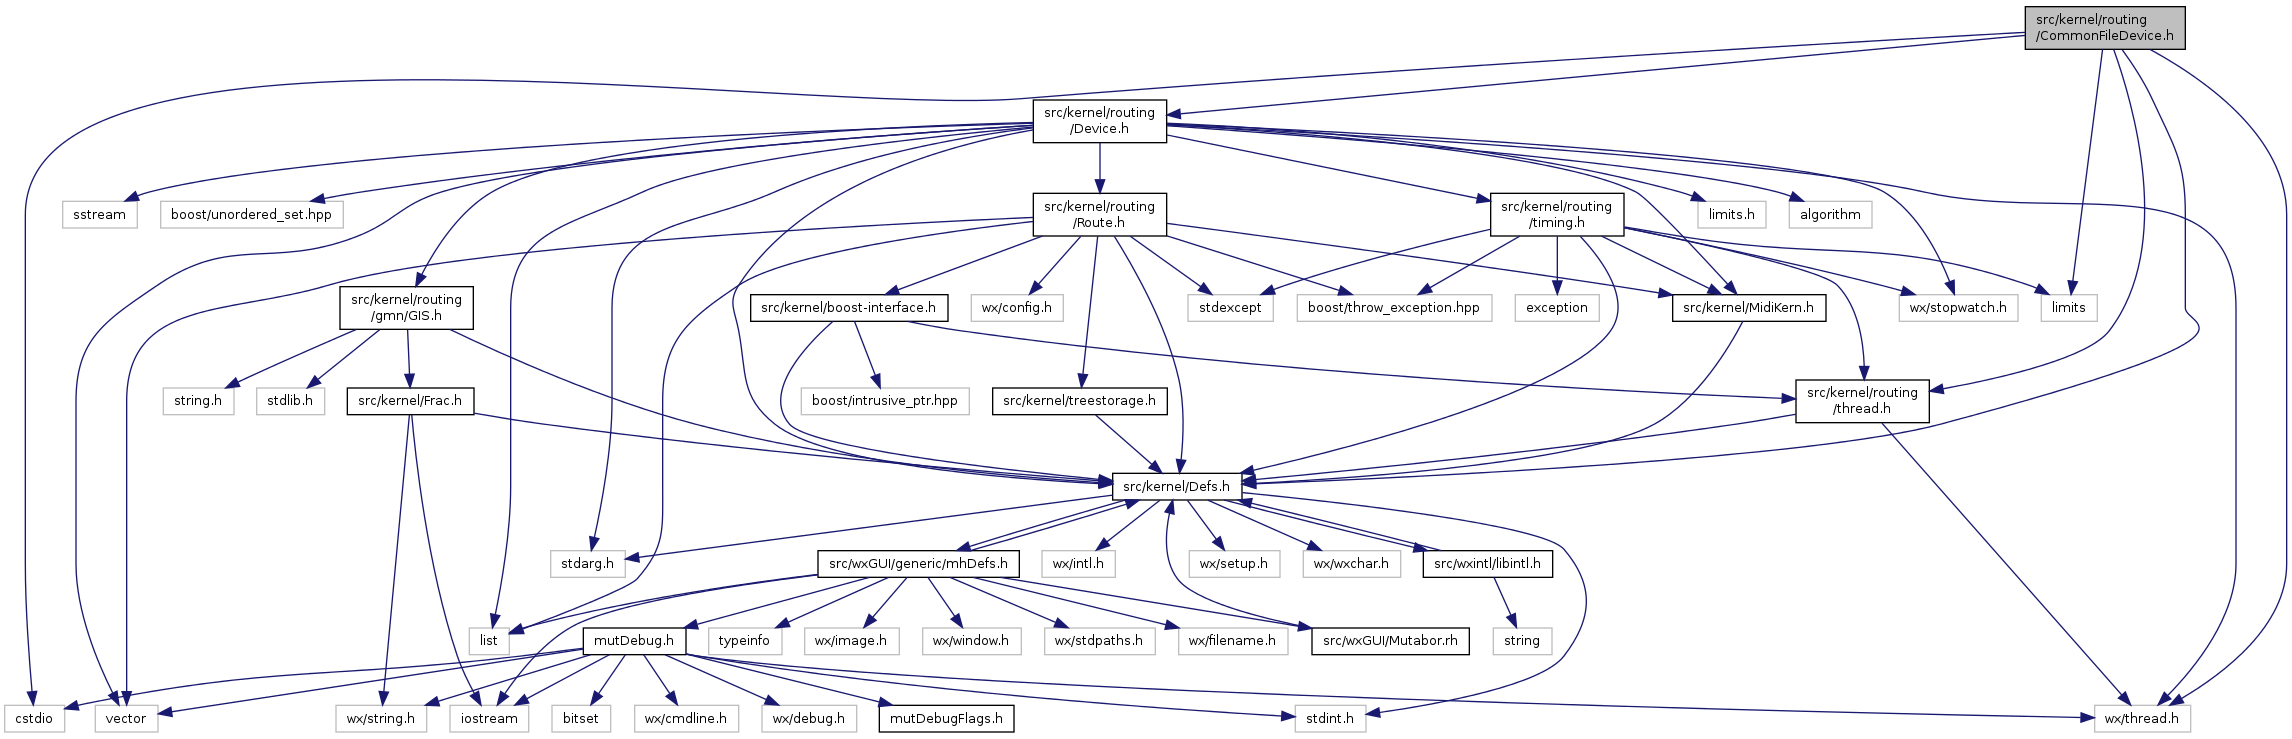 src/kernel/routing
/CommonFileDevice.h
src/kernel/routing
/Device.h
sstream
boost/unordered_set.hpp
src/kernel/routing
/Route.h
src/kernel/routing
/timing.h
limits.h
algorithm
src/kernel/routing
/gmn/GIS.h
src/kernel/boost-interface.h
wx/config.h
stdexcept
boost/throw_exception.hpp
exception
src/kernel/MidiKern.h
wx/stopwatch.h
limits
string.h
stdlib.h
src/kernel/Frac.h
boost/intrusive_ptr.hpp
src/kernel/treestorage.h
src/kernel/routing
/thread.h
src/kernel/Defs.h
stdarg.h
src/wxGUI/generic/mhDefs.h
wx/intl.h
wx/setup.h
wx/wxchar.h
src/wxintl/libintl.h
list
mutDebug.h
typeinfo
wx/image.h
wx/window.h
wx/stdpaths.h
wx/filename.h
src/wxGUI/Mutabor.rh
string
cstdio
vector
wx/string.h
iostream
bitset
wx/cmdline.h
wx/debug.h
mutDebugFlags.h
stdint.h
wx/thread.h